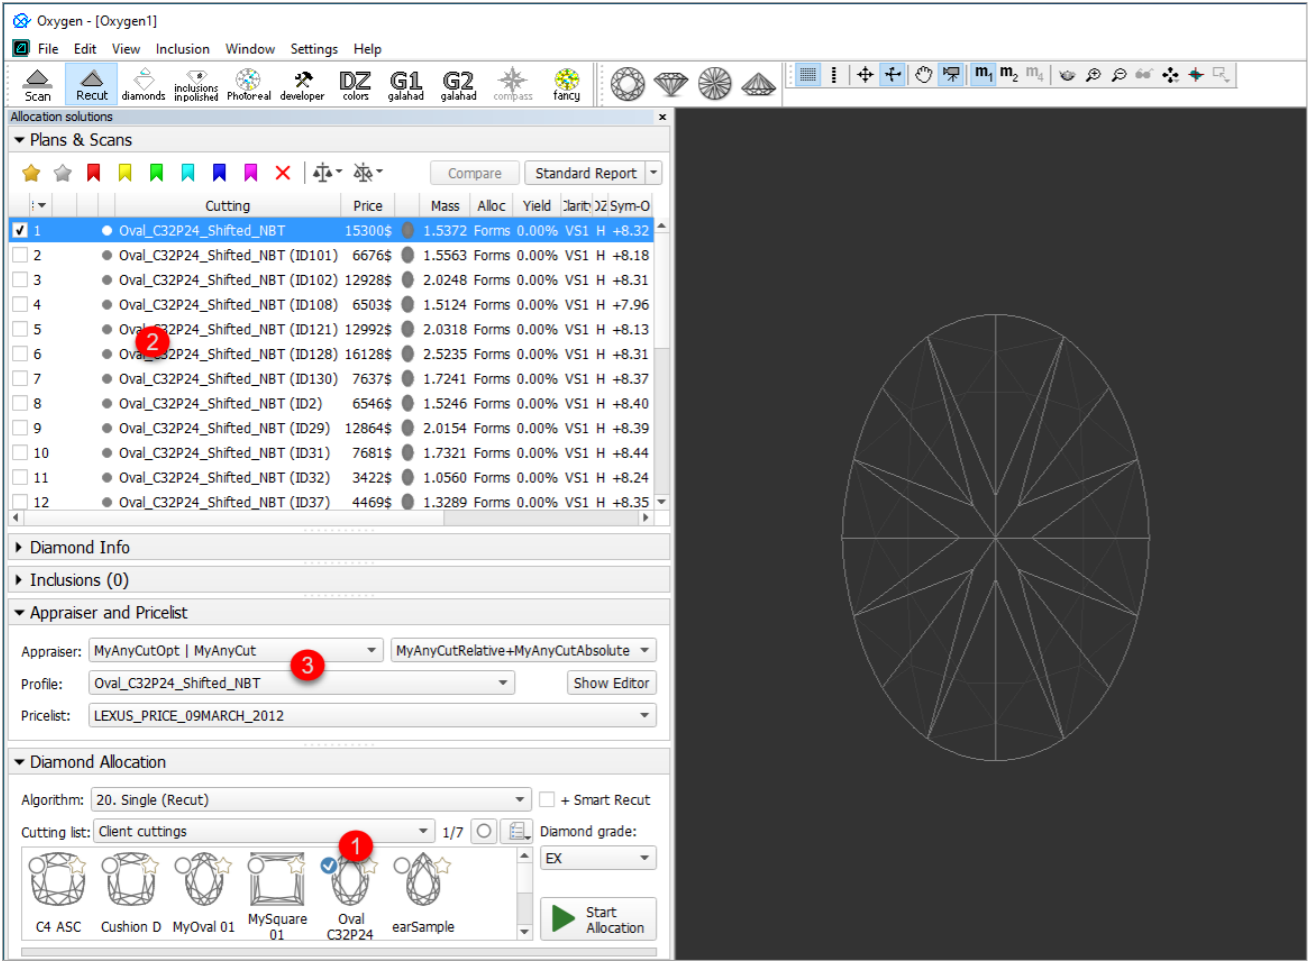 Oxygen - [Oxygen1]
File Edit View Inclusion Window Settings Help
Scan Recut diamonds inclusions inpolished Photoreal developer DZ colors G1 galahad G2 galahad compass fancy m1 m2 m4
Allocation solutions
Plans & Scans
Compare Standard Report
Cutting Price Mass Alloc Yield Clarity DZ Sym-O
1 Oval_C32P24_Shifted_NBT 15300$ 1.5372 Forms 0.00% VS1 H +8.32
2 Oval_C32P24_Shifted_NBT (ID101) 6676$ 1.5563 Forms 0.00% VS1 H +8.18
3 Oval_C32P24_Shifted_NBT (ID102) 12928$ 2.0248 Forms 0.00% VS1 H +8.31
4 Oval_C32P24_Shifted_NBT (ID108) 6503$ 1.5124 Forms 0.00% VS1 H +7.96
5 Oval_C32P24_Shifted_NBT (ID121) 12992$ 2.0318 Forms 0.00% VS1 H +8.13
2
6 Oval_C32P24_Shifted_NBT (ID128) 16128$ 2.5235 Forms 0.00% VS1 H +8.31
7 Oval_C32P24_Shifted_NBT (ID130) 7637$ 1.7241 Forms 0.00% VS1 H +8.37
8 Oval_C32P24_Shifted_NBT (ID2) 6546$ 1.5246 Forms 0.00% VS1 H +8.40
9 Oval_C32P24_Shifted_NBT (ID29) 12864$ 2.0154 Forms 0.00% VS1 H +8.39
10 Oval_C32P24_Shifted_NBT (ID31) 7681$ 1.7321 Forms 0.00% VS1 H +8.44
11 Oval_C32P24_Shifted_NBT (ID32) 3422$ 1.0560 Forms 0.00% VS1 H +8.24
12 Oval_C32P24_Shifted_NBT (ID37) 4469$ 1.3289 Forms 0.00% VS1 H +8.35
Diamond Info
Inclusions (0)
Appraiser and Pricelist
Appraiser: MyAnyCutOpt | MyAnyCut MyAnyCutRelative+MyAnyCutAbsolute
3
Profile: Oval_C32P24_Shifted_NBT Show Editor
Pricelist: LEXUS_PRICE_09MARCH_2012
Diamond Allocation
Algorithm: 20. Single (Recut) + Smart Recut
Cutting list: Client cuttings 1/7 Diamond grade:
1
EX
C4 ASC Cushion D MyOval 01 MySquare 01 Oval C32P24 earSample
Start Allocation